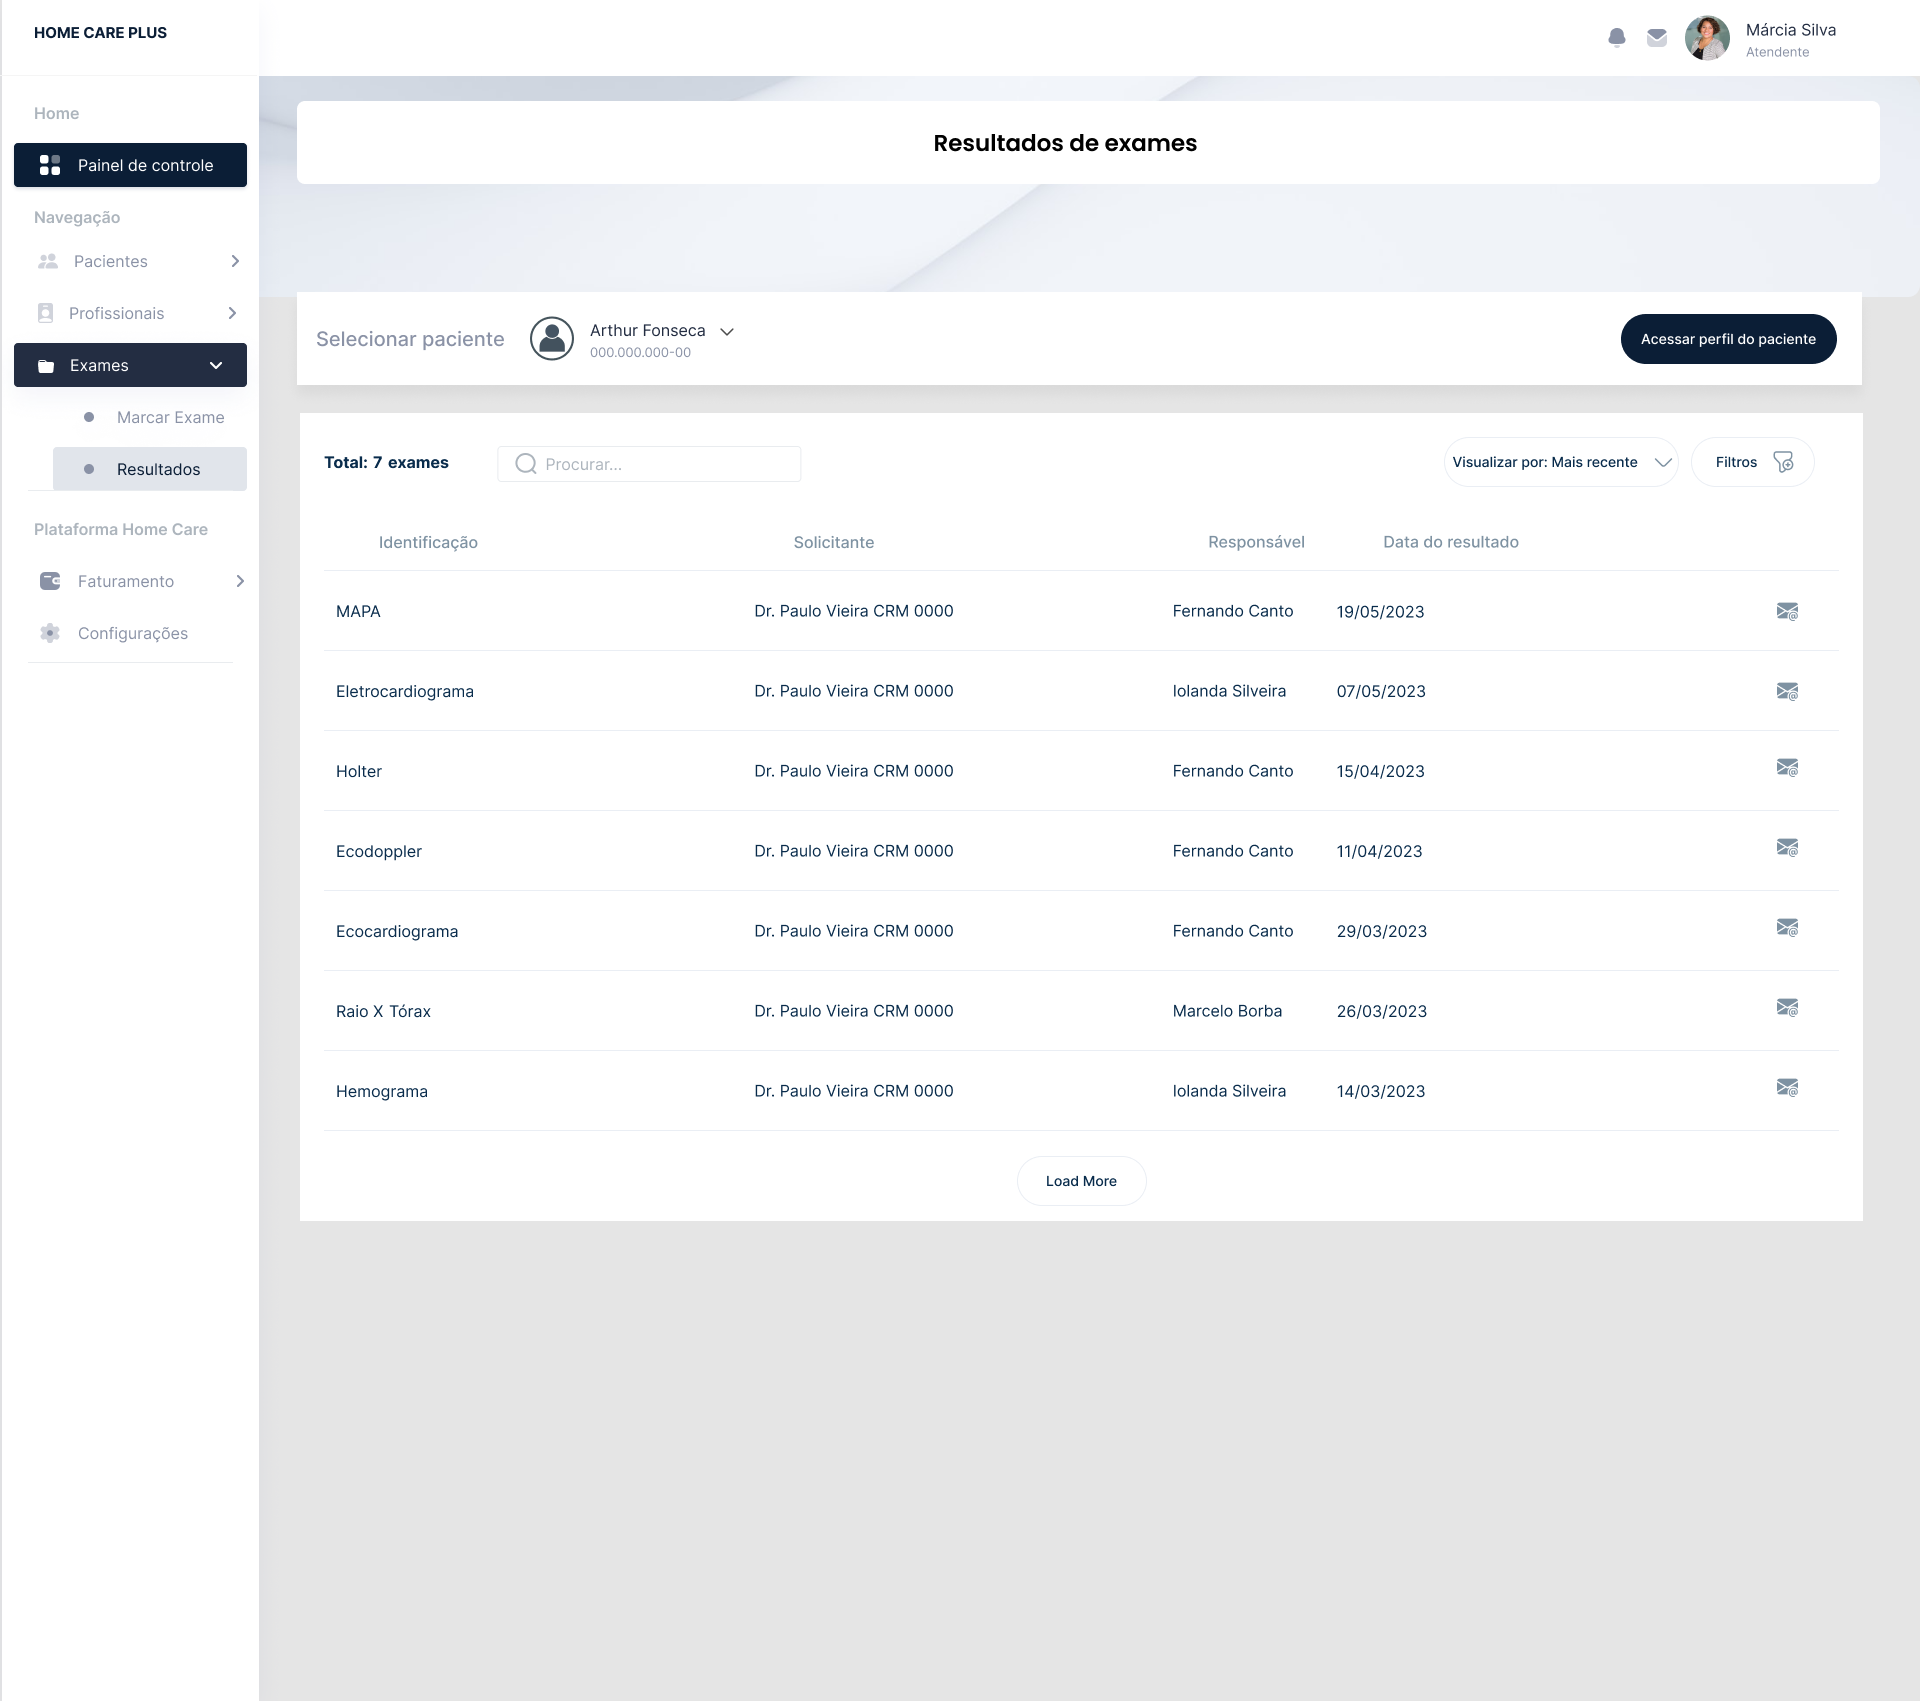 HOME CARE PLUS
Márcia Silva
Atendente
Home
Painel de controle
Navegação
Pacientes
Profissionais
Exames
Marcar Exame
Resultados
Plataforma Home Care
Faturamento
Configurações
Resultados de exames
Selecionar paciente
Arthur Fonseca
000.000.000-00
Acessar perfil do paciente
Total: 7 exames
Procurar...
Visualizar por: Mais recente
Filtros
Identificação Solicitante Responsável Data do resultado
MAPA Dr. Paulo Vieira CRM 0000 Fernando Canto 19/05/2023
Eletrocardiograma Dr. Paulo Vieira CRM 0000 Iolanda Silveira 07/05/2023
Holter Dr. Paulo Vieira CRM 0000 Fernando Canto 15/04/2023
Ecodoppler Dr. Paulo Vieira CRM 0000 Fernando Canto 11/04/2023
Ecocardiograma Dr. Paulo Vieira CRM 0000 Fernando Canto 29/03/2023
Raio X Tórax Dr. Paulo Vieira CRM 0000 Marcelo Borba 26/03/2023
Hemograma Dr. Paulo Vieira CRM 0000 Iolanda Silveira 14/03/2023
Load More